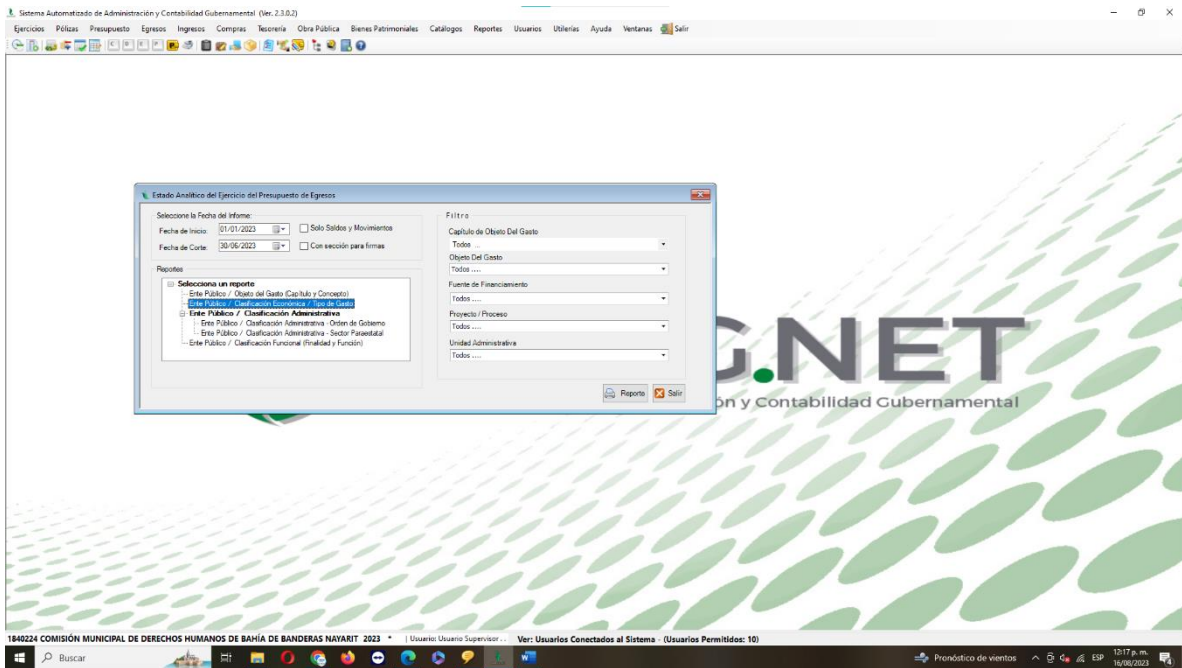 Sistema Automatizado de Administración y Contabilidad Gubernamental (Ver. 2.3.0.2)
Ejercicios Pólizas Presupuesto Egresos Ingresos Compras Tesorería Obra Pública Bienes Patrimoniales Catálogos Reportes Usuarios Utilerías Ayuda Ventanas Salir
Estado Analítico del Ejercicio del Presupuesto de Egresos
Seleccione la Fecha del Informe:
Fecha de Inicio: 01/01/2023 Solo Saldos y Movimientos
Fecha de Corte: 30/06/2023 Con sección para firmas
Reportes
Selecciona un reporte
Ente Público / Objeto del Gasto (Capítulo y Concepto)
Ente Público / Clasificación Económica / Tipo de Gasto
Ente Público / Clasificación Administrativa
Ente Público / Clasificación Administrativa - Orden de Gobierno
Ente Público / Clasificación Administrativa - Sector Paraestatal
Ente Público / Clasificación Funcional (Finalidad y Función)
Filtro
Capítulo de Objeto Del Gasto
Todos ...
Objeto Del Gasto
Todos ....
Fuente de Financiamiento
Todos ....
Proyecto / Proceso
Todos ....
Unidad Administrativa
Todos ....
Reporte Salir
G.NET
ón y Contabilidad Gubernamental
1840224 COMISIÓN MUNICIPAL DE DERECHOS HUMANOS DE BAHÍA DE BANDERAS NAYARIT 2023 * | Usuario: Usuario Supervisor . . Ver: Usuarios Conectados al Sistema - (Usuarios Permitidos: 10)
Buscar Pronóstico de vientos ESP 12:17 p. m.
16/08/2023